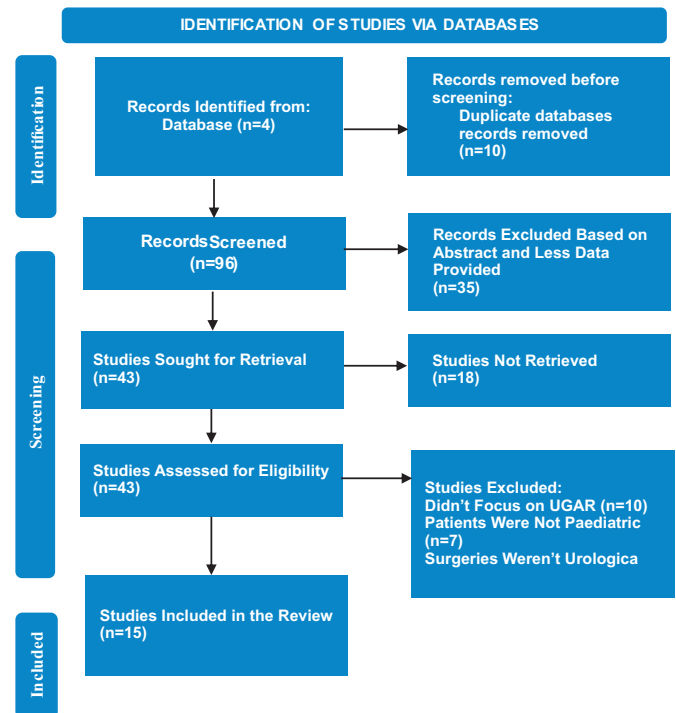 IDENTIFICATION OF STUDIES VIA DATABASES
Identification
Records Identified from:
Database (n=4)
Records removed before
screening:
Duplicate databases
records removed
(n=10)
Screening
Records Screened
(n=96)
Records Excluded Based on
Abstract and Less Data
Provided
(n=35)
Studies Sought for Retrieval
(n=43)
Studies Not Retrieved
(n=18)
Studies Assessed for Eligibility
(n=43)
Studies Excluded:
Didn't Focus on UGAR (n=10)
Patients Were Not Paediatric
(n=7)
Surgeries Weren't Urologica
Included
Studies Included in the Review
(n=15)